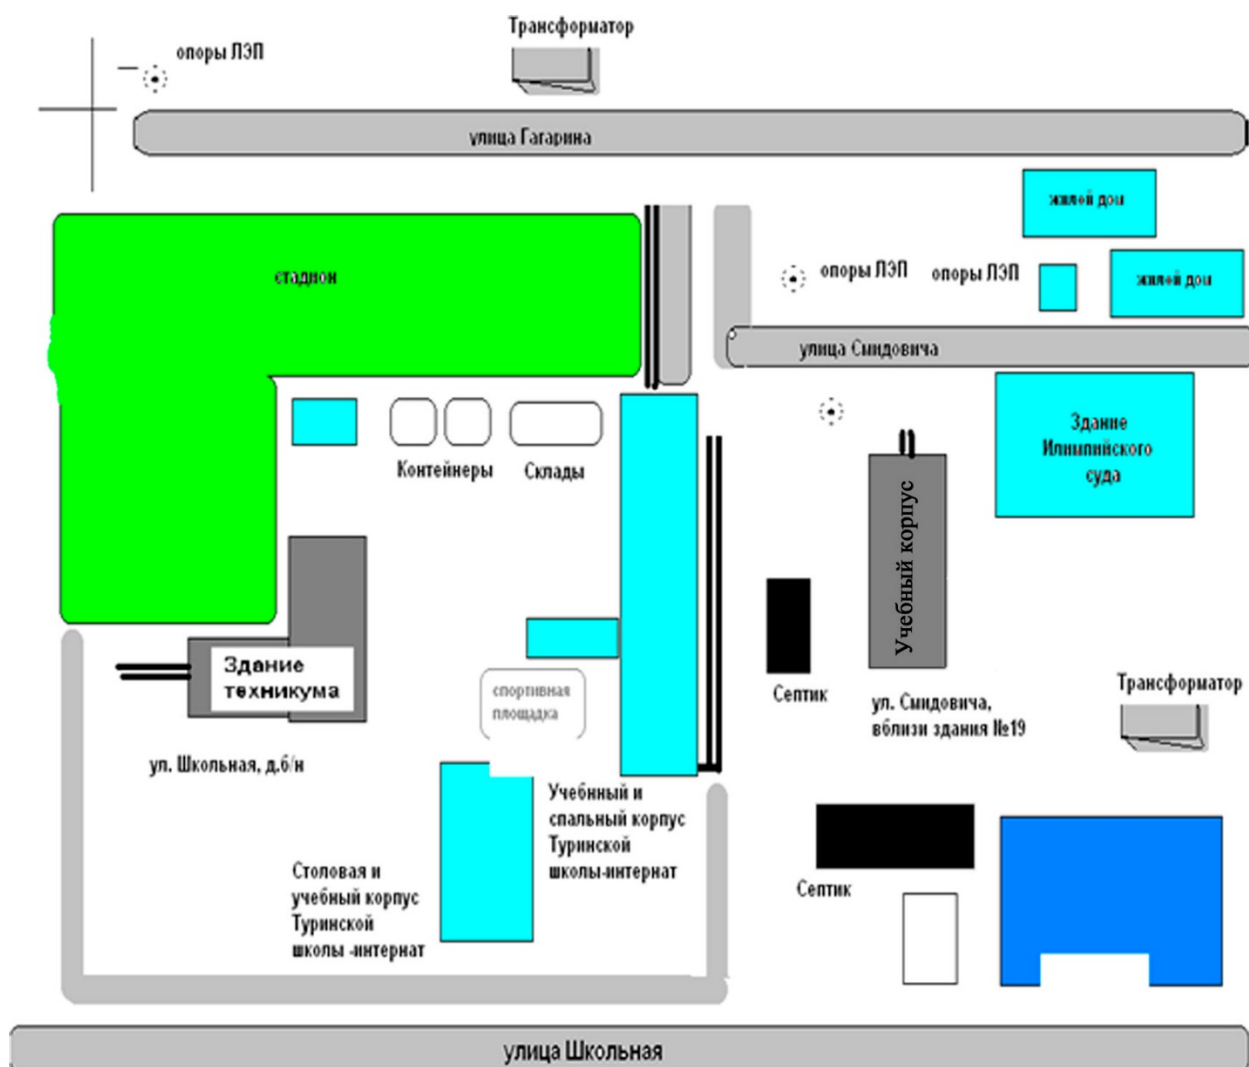 Трансформатор
опоры ЛЭП
улица Гагарина
жилой дом
стадион
опоры ЛЭП
опоры ЛЭП
жилой дом
улица Смидовича
Здание
Илимпийского
суда
Контейнеры
Склады
Учебный корпус
Здание
техникума
спортивная
площадка
Септик
ул. Смидовича,
вблизи здания №19
Трансформатор
ул. Школьная, д.б/н
Учебнный и
спальный корпус
Туринской
школы-интернат
Столовая и
учебный корпус
Туринской
школы -интернат
Септик
улица Школьная